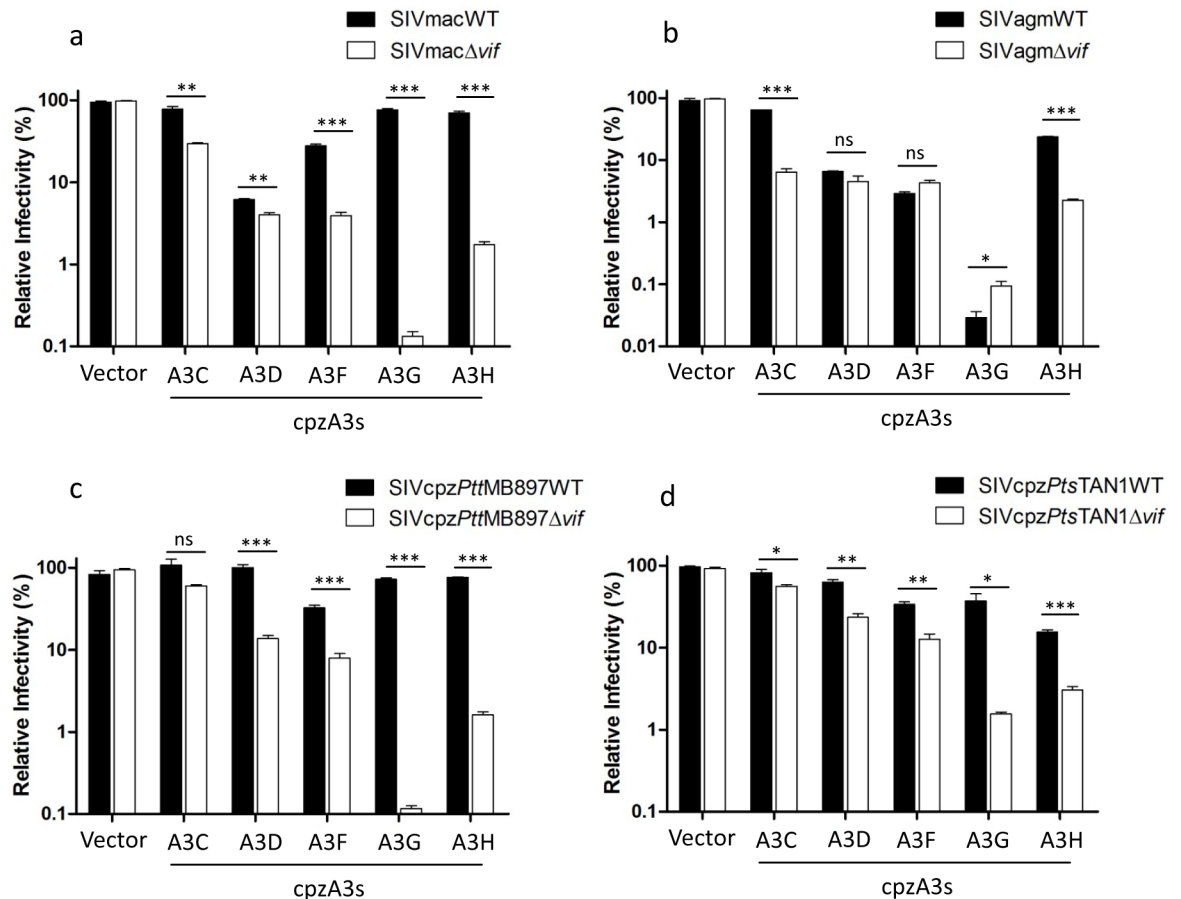 a
SIVmacWT
SIVmacΔvif
Relative Infectivity (%)
100
10
1
0.1
**
**
***
***
***
Vector A3C A3D A3F A3G A3H
cpzA3s
b
SIVagmWT
SIVagmΔvif
Relative Infectivity (%)
100
10
1
0.1
0.01
***
ns
ns
*
***
Vector A3C A3D A3F A3G A3H
cpzA3s
c
SIVcpzPttMB897WT
SIVcpzPttMB897Δvif
Relative Infectivity (%)
100
10
1
0.1
ns
***
***
***
***
Vector A3C A3D A3F A3G A3H
cpzA3s
d
SIVcpzPtsTAN1WT
SIVcpzPtsTAN1Δvif
Relative Infectivity (%)
100
10
1
0.1
*
**
**
*
***
Vector A3C A3D A3F A3G A3H
cpzA3s